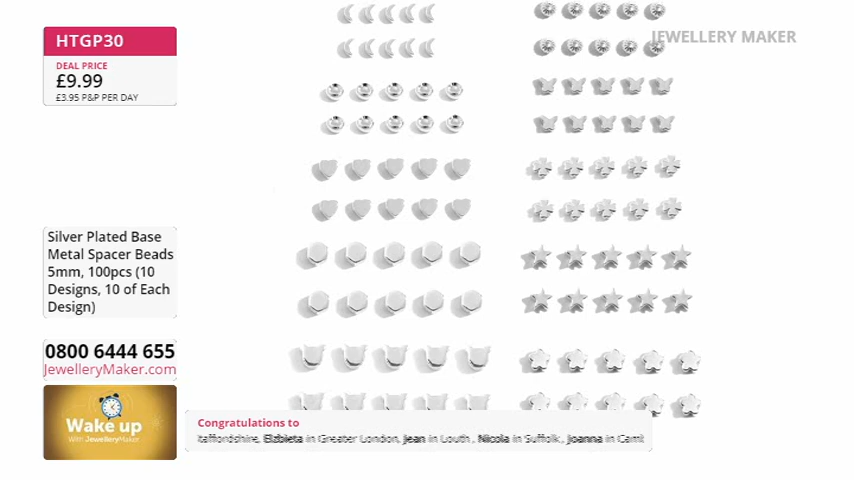 HTGP30
JEWELLERY MAKER
DEAL PRICE
£9.99
£3.95 P&P PER DAY
Silver Plated Base
Metal Spacer Beads
5mm, 100pcs (10
Designs, 10 of Each
Design)
0800 6444 655
JewelleryMaker.com
Wake up
With JewelleryMaker
Congratulations to
taffordshire, Elzbieta in Greater London, Jean in Louth , Nicola in Suffolk , Joanna in